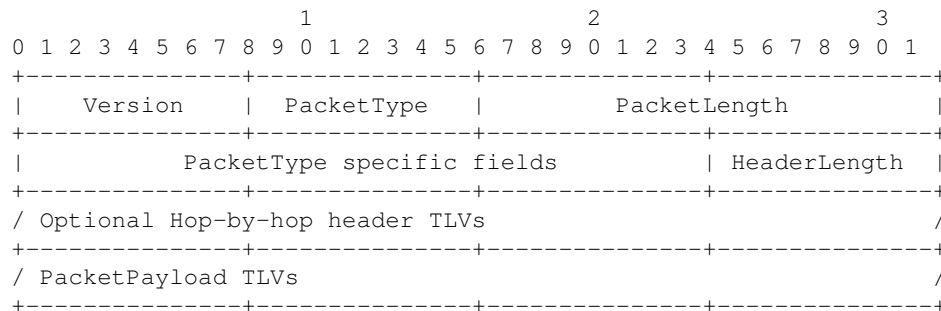 1                   2                   3
 0 1 2 3 4 5 6 7 8 9 0 1 2 3 4 5 6 7 8 9 0 1 2 3 4 5 6 7 8 9 0 1
+---------------+---------------+---------------+---------------+
|    Version    |  PacketType   |         PacketLength          |
+---------------+---------------+---------------+---------------+
|           PacketType specific fields          | HeaderLength  |
+---------------+---------------+---------------+---------------+
/ Optional Hop-by-hop header TLVs                               /
+---------------+---------------+---------------+---------------+
/ PacketPayload TLVs                                            /
+---------------+---------------+---------------+---------------+